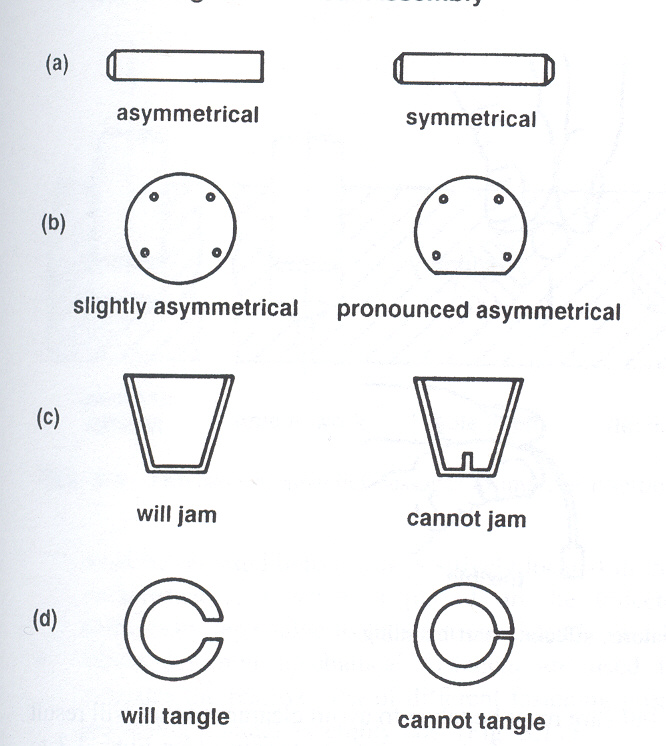 (a)
asymmetrical symmetrical
(b)
slightly asymmetrical pronounced asymmetrical
(c)
will jam cannot jam
(d)
will tangle cannot tangle